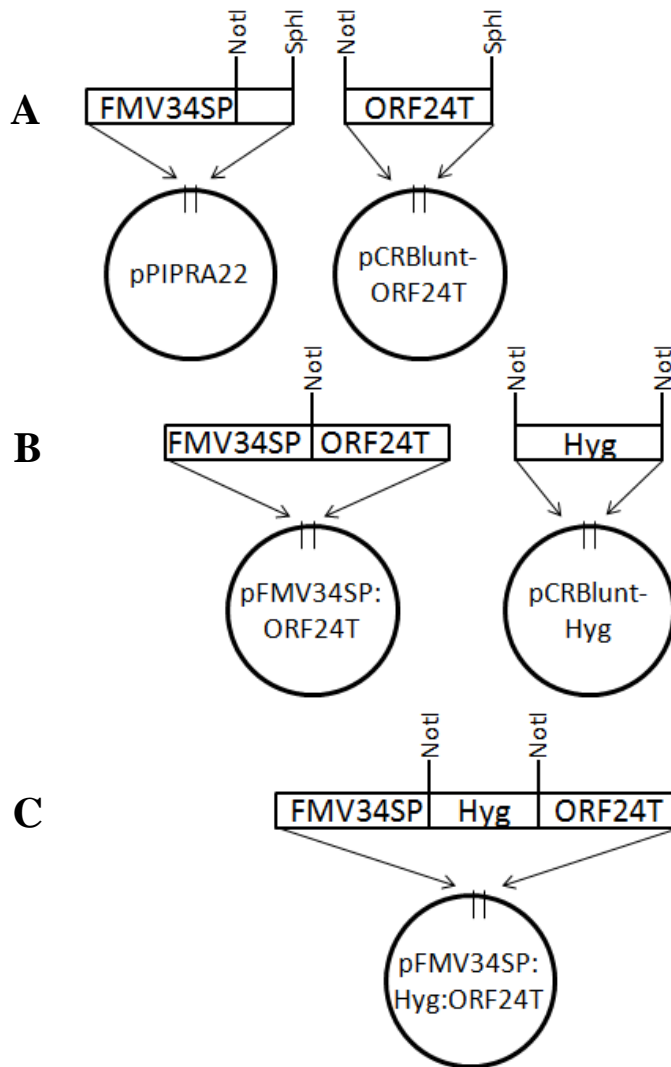 NotI
SphI
NotI
SphI
A
FMV34SP
ORF24T
pPIPRA22
pCRBlunt-
ORF24T
NotI
NotI
NotI
B
FMV34SP
ORF24T
Hyg
pFMV34SP:
ORF24T
pCRBlunt-
Hyg
NotI
NotI
C
FMV34SP
Hyg
ORF24T
pFMV34SP:
Hyg:ORF24T